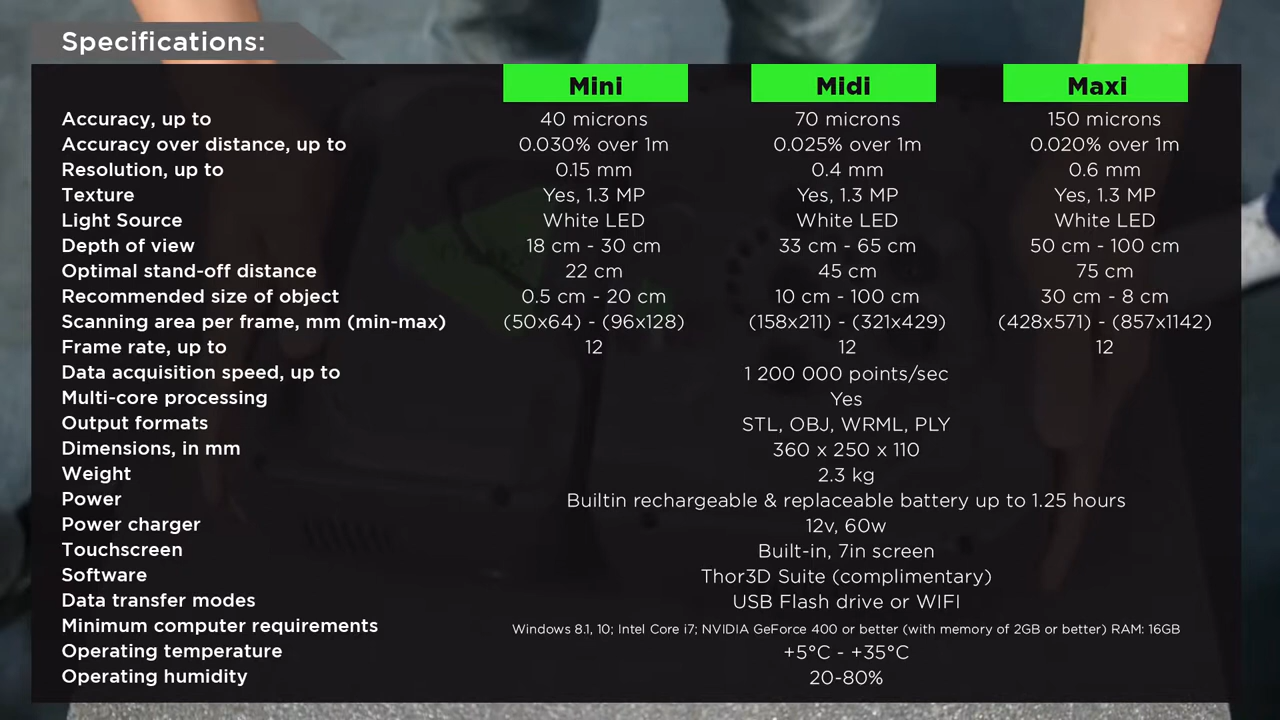 Specifications:
Mini Midi Maxi
Accuracy, up to 40 microns 70 microns 150 microns
Accuracy over distance, up to 0.030% over 1m 0.025% over 1m 0.020% over 1m
Resolution, up to 0.15 mm 0.4 mm 0.6 mm
Texture Yes, 1.3 MP Yes, 1.3 MP Yes, 1.3 MP
Light Source White LED White LED White LED
Depth of view 18 cm - 30 cm 33 cm - 65 cm 50 cm - 100 cm
Optimal stand-off distance 22 cm 45 cm 75 cm
Recommended size of object 0.5 cm - 20 cm 10 cm - 100 cm 30 cm - 8 cm
Scanning area per frame, mm (min-max) (50x64) - (96x128) (158x211) - (321x429) (428x571) - (857x1142)
Frame rate, up to 12 12 12
Data acquisition speed, up to 1 200 000 points/sec
Multi-core processing Yes
Output formats STL, OBJ, WRML, PLY
Dimensions, in mm 360 x 250 x 110
Weight 2.3 kg
Power Builtin rechargeable & replaceable battery up to 1.25 hours
Power charger 12v, 60w
Touchscreen Built-in, 7in screen
Software Thor3D Suite (complimentary)
Data transfer modes USB Flash drive or WIFI
Minimum computer requirements Windows 8.1, 10; Intel Core i7; NVIDIA GeForce 400 or better (with memory of 2GB or better) RAM: 16GB
Operating temperature +5°C - +35°C
Operating humidity 20-80%